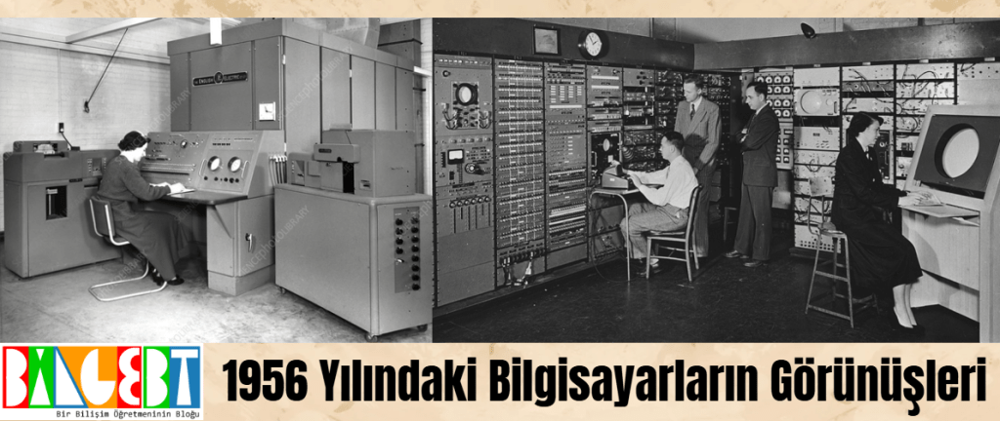 ENGLISH ELECTRIC
BİLGEBT
Bir Bilişim Öğretmeninin Bloğu
1956 Yılındaki Bilgisayarların Görünüşleri